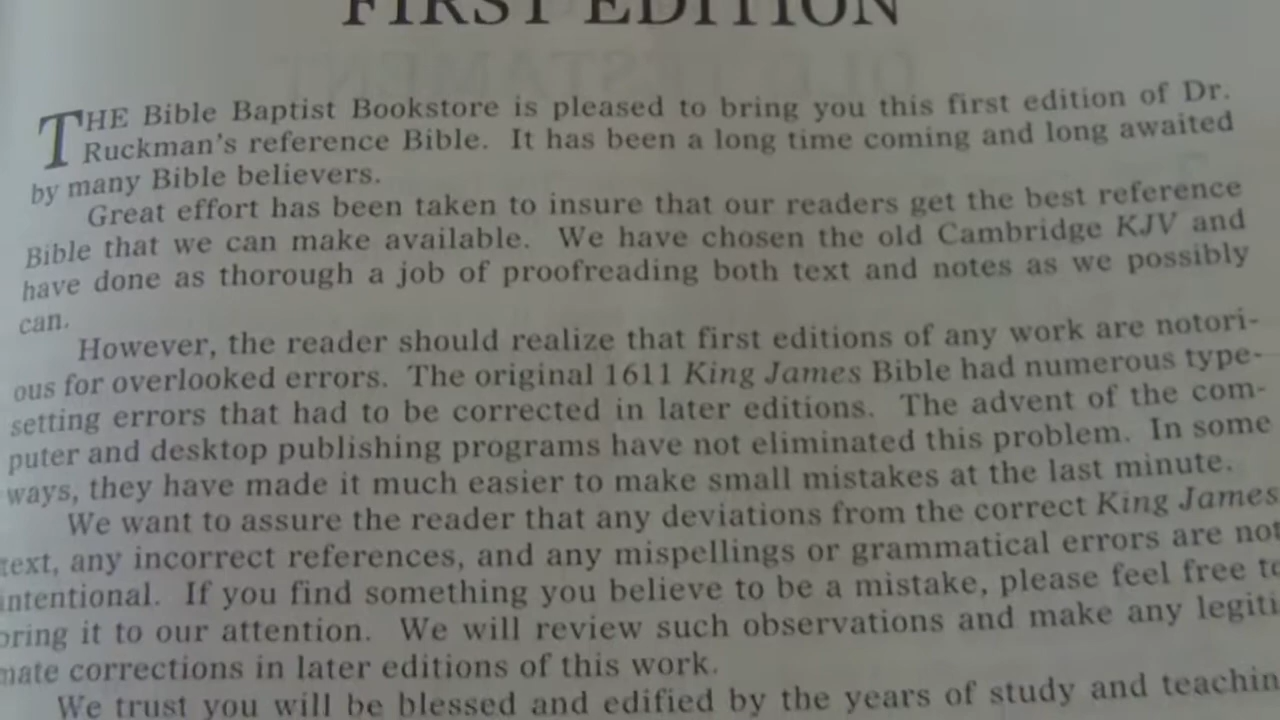 FIRST EDITION
THE Bible Baptist Bookstore is pleased to bring you this first edition of Dr.
Ruckman's reference Bible. It has been a long time coming and long awaited
by many Bible believers.
Great effort has been taken to insure that our readers get the best reference
Bible that we can make available. We have chosen the old Cambridge KJV and
have done as thorough a job of proofreading both text and notes as we possibly
can.
However, the reader should realize that first editions of any work are notori-
ous for overlooked errors. The original 1611 King James Bible had numerous type-
setting errors that had to be corrected in later editions. The advent of the com-
puter and desktop publishing programs have not eliminated this problem. In some
ways, they have made it much easier to make small mistakes at the last minute.
We want to assure the reader that any deviations from the correct King James
text, any incorrect references, and any mispellings or grammatical errors are not
intentional. If you find something you believe to be a mistake, please feel free to
bring it to our attention. We will review such observations and make any legiti
mate corrections in later editions of this work.
We trust you will be blessed and edified by the years of study and teachin